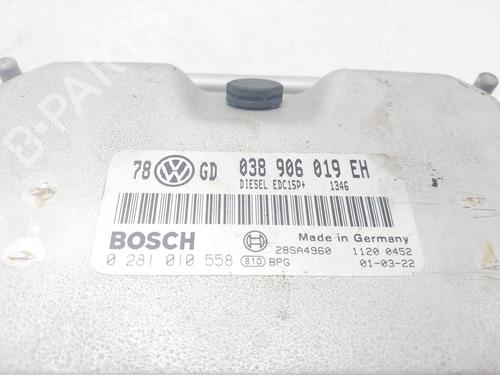 78 GD 038 906 019 EH
DIESEL EDC15P+ 1346
BOSCH Made in Germany
28SA4960 1120 0452
0 281 010 558 810 BPG 01-03-22
B-PARTS